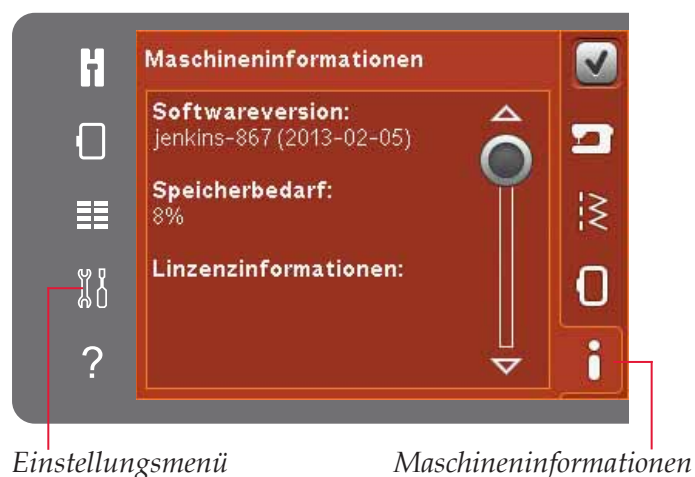 Maschineninformationen
Softwareversion:
jenkins-867 (2013-02-05)
Speicherbedarf:
8%
Linzenzinformationen:
?
Einstellungsmenü
Maschineninformationen